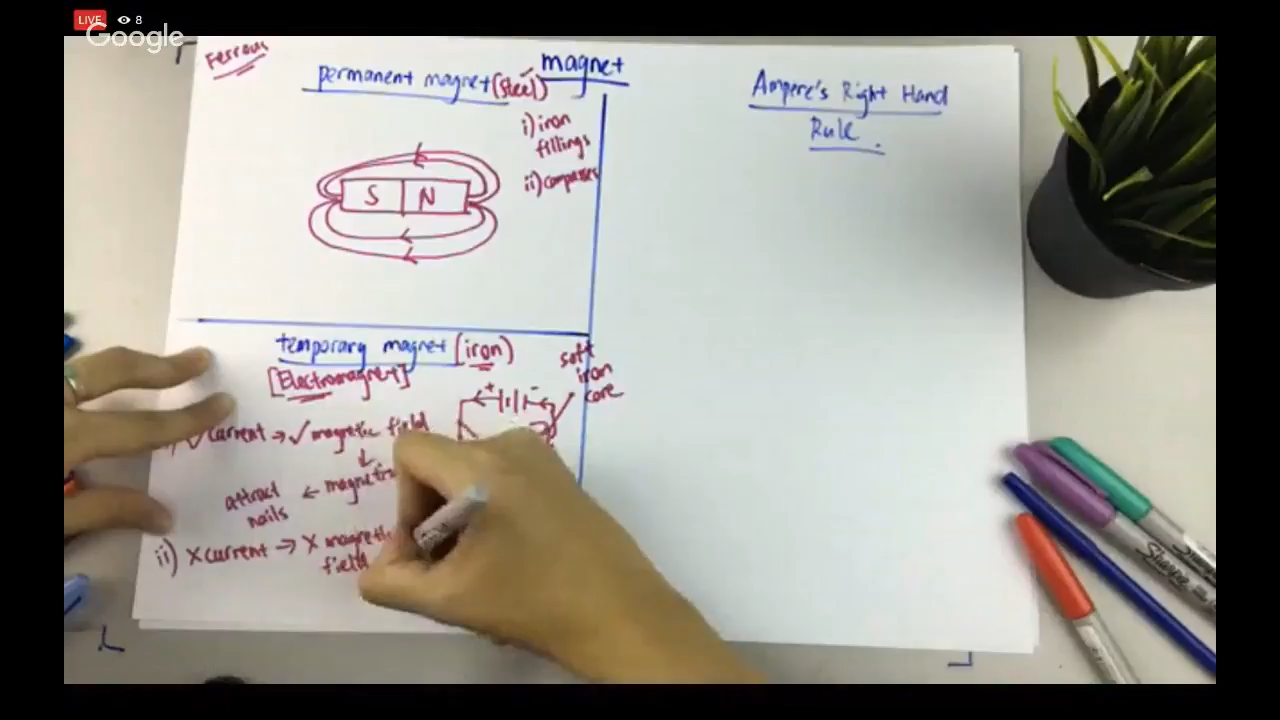 LIVE 8
Google
Ferrous
magnet
permanent magnet (steel)
i) iron
fillings
ii) compasses
S N
Ampere's Right Hand
Rule.
temporary magnet (iron)
[Electromagnet]
soft
iron
core
+ -
✓ current → ✓ magnetic field
↓
attract ←
nails
ii) X current → X magnetic
field
Sharpie